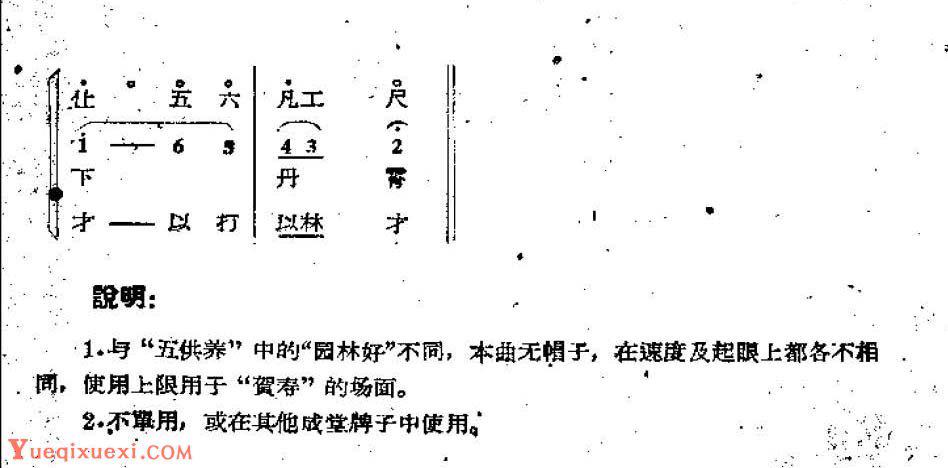 仩 五 六 凡工 尺
1 — 6 5 4 3 2
下 丹 霄
才 — 以 打 以林 才
說明：
1.与“五供养”中的“园林好”不同，本曲无帽子，在速度及起眼上都各不相
同，使用上限用于“賀寿”的场面。
2.不單用，或在其他成堂牌子中使用。
YueqixueXi.COM